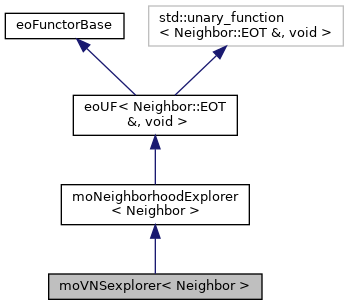 eoFunctorBase
std::unary_function
< Neighbor::EOT &, void >
eoUF< Neighbor::EOT
&, void >
moNeighborhoodExplorer
< Neighbor >
moVNSexplorer< Neighbor >